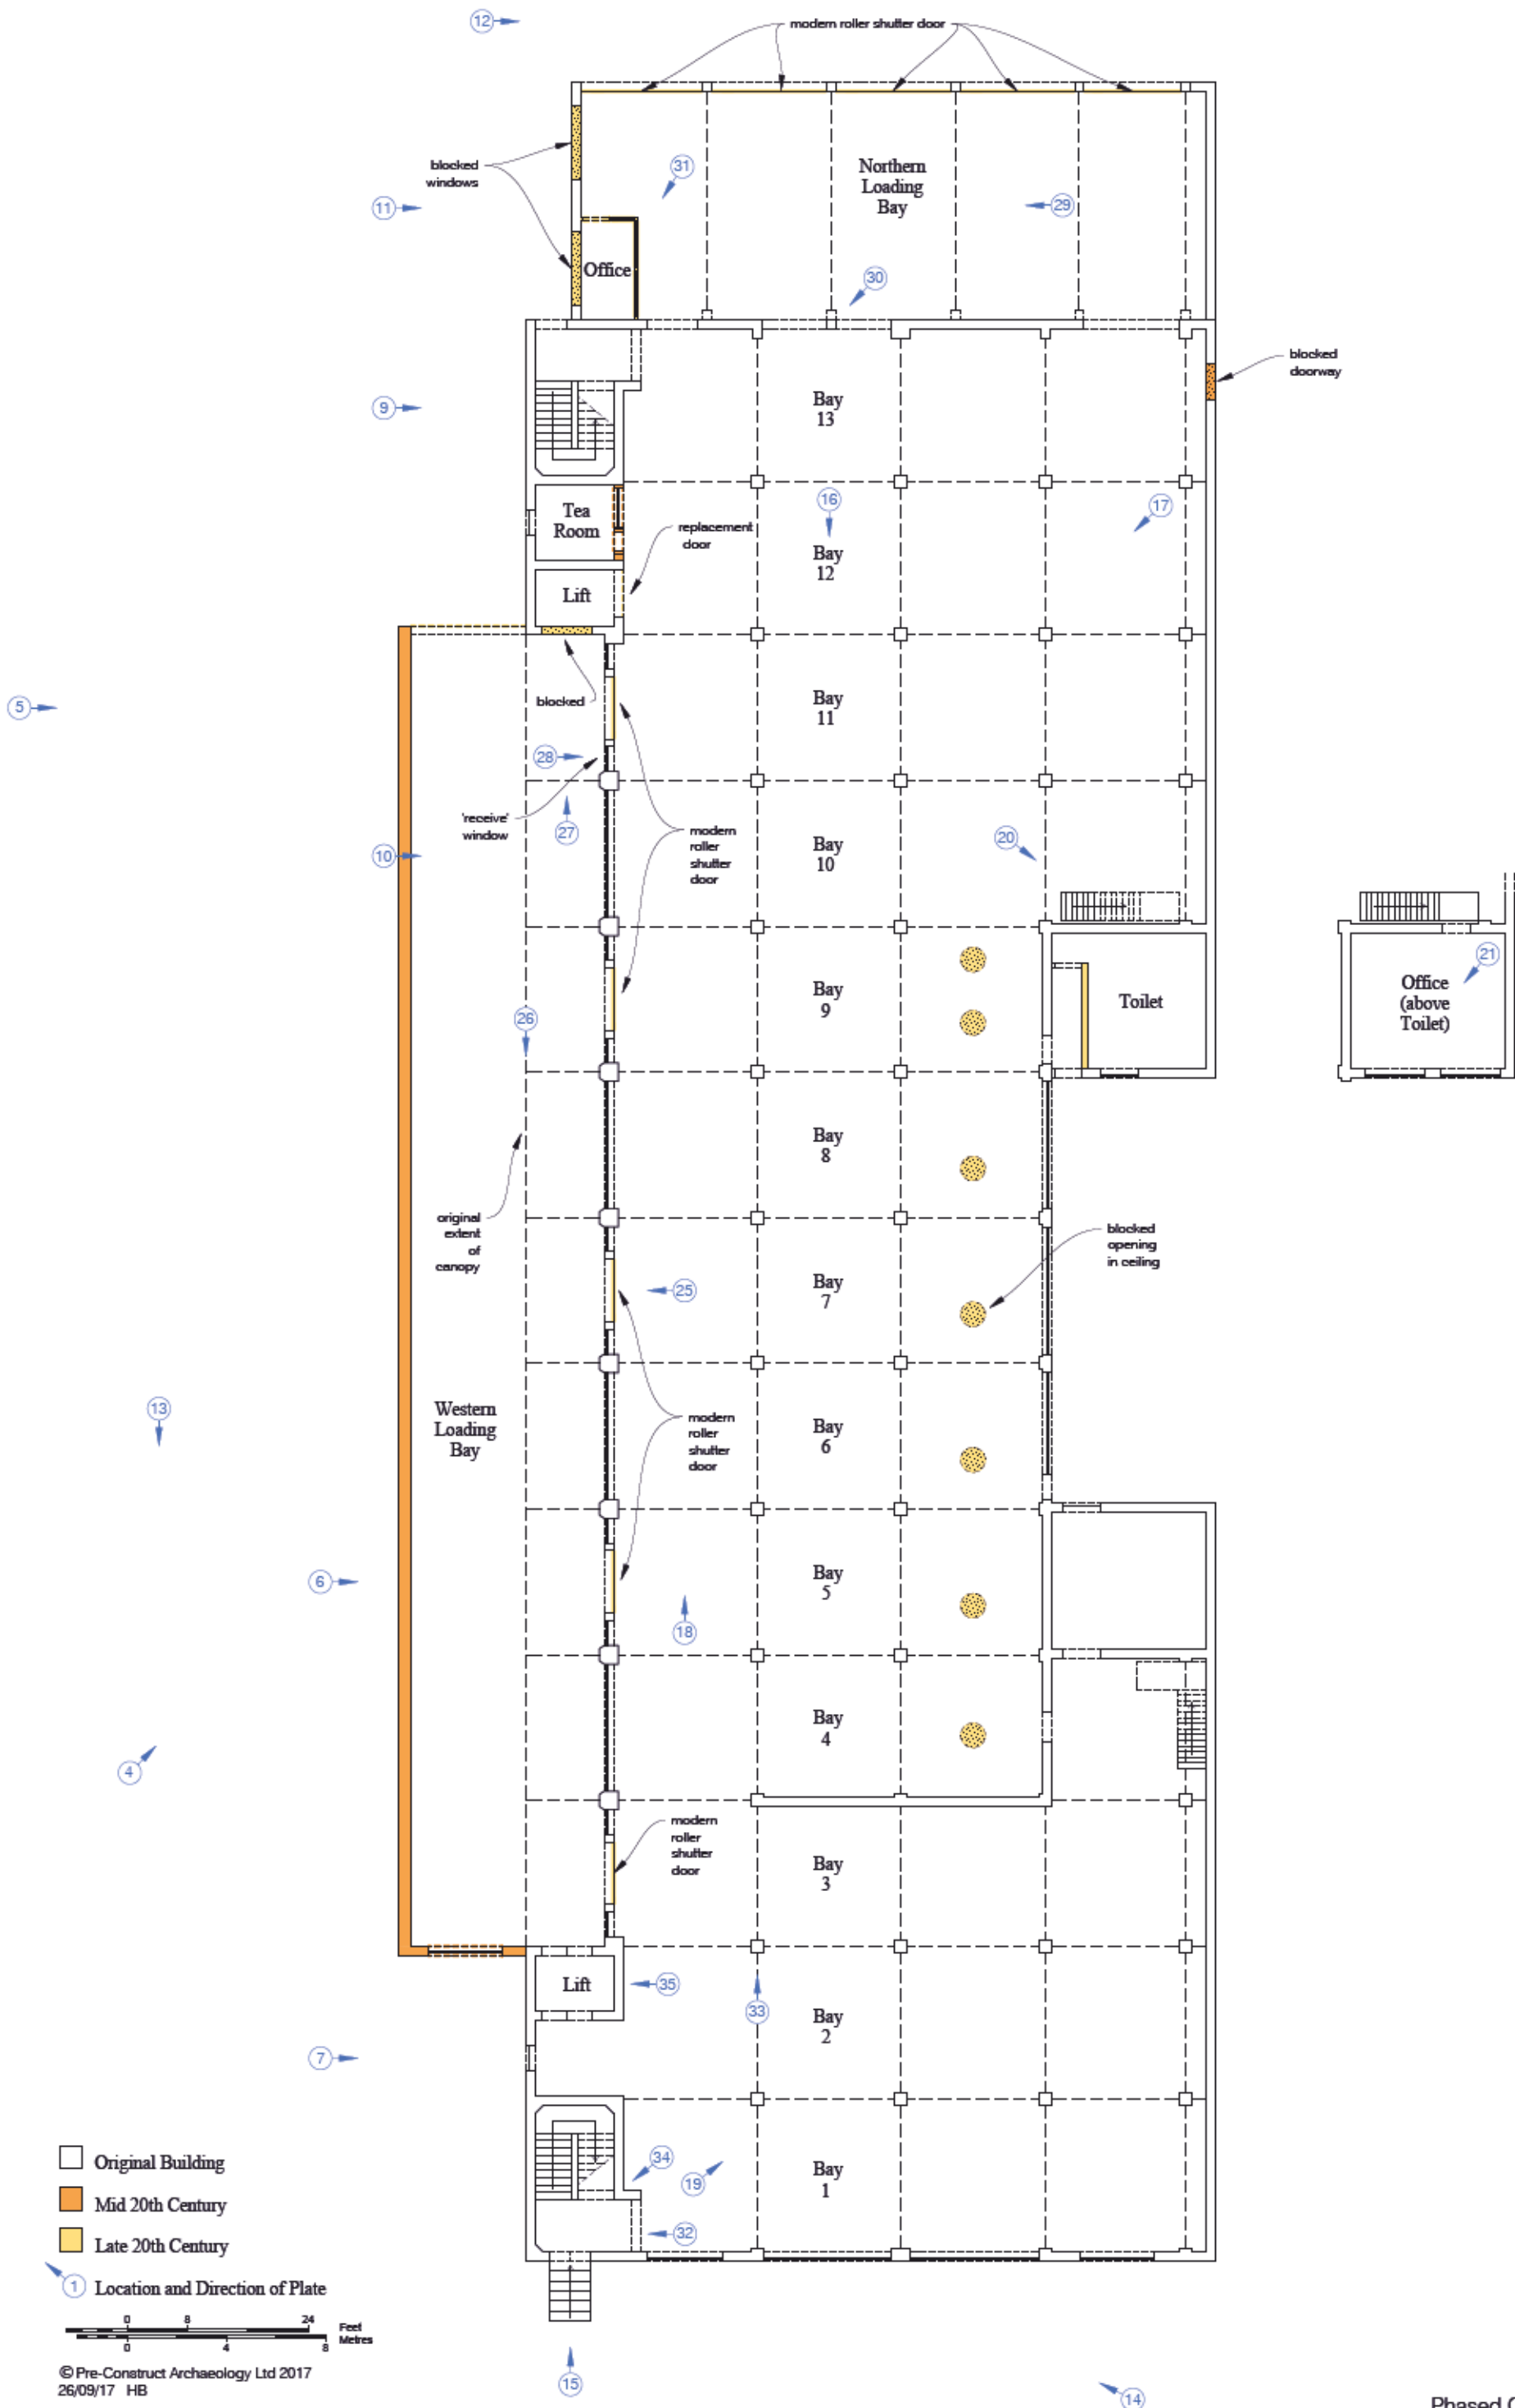 12
modern roller shutter door
31
Northern
Loading
Bay
blocked
windows
11
29
Office
30
blocked
doorway
9
Bay
13
16
17
Tea
Room
replacement
door
Bay
12
Lift
5
blocked
Bay
11
28
'receive'
window
27
modern
roller
shutter
door
10
Bay
10
20
21
Office
(above
Toilet)
Bay
9
Toilet
26
Bay
8
original
extent
of
canopy
blocked
opening
in ceiling
25
Bay
7
13
Western
Loading
Bay
modern
roller
shutter
door
Bay
6
6
Bay
5
18
Bay
4
4
modern
roller
shutter
door
Bay
3
Lift
35
33
Bay
2
7
34
19
Bay
1
32
Original Building
Mid 20th Century
Late 20th Century
1 Location and Direction of Plate
0 8 24 Feet
0 4 8 Metres
© Pre-Construct Archaeology Ltd 2017
26/09/17 HB
15
14
Phased